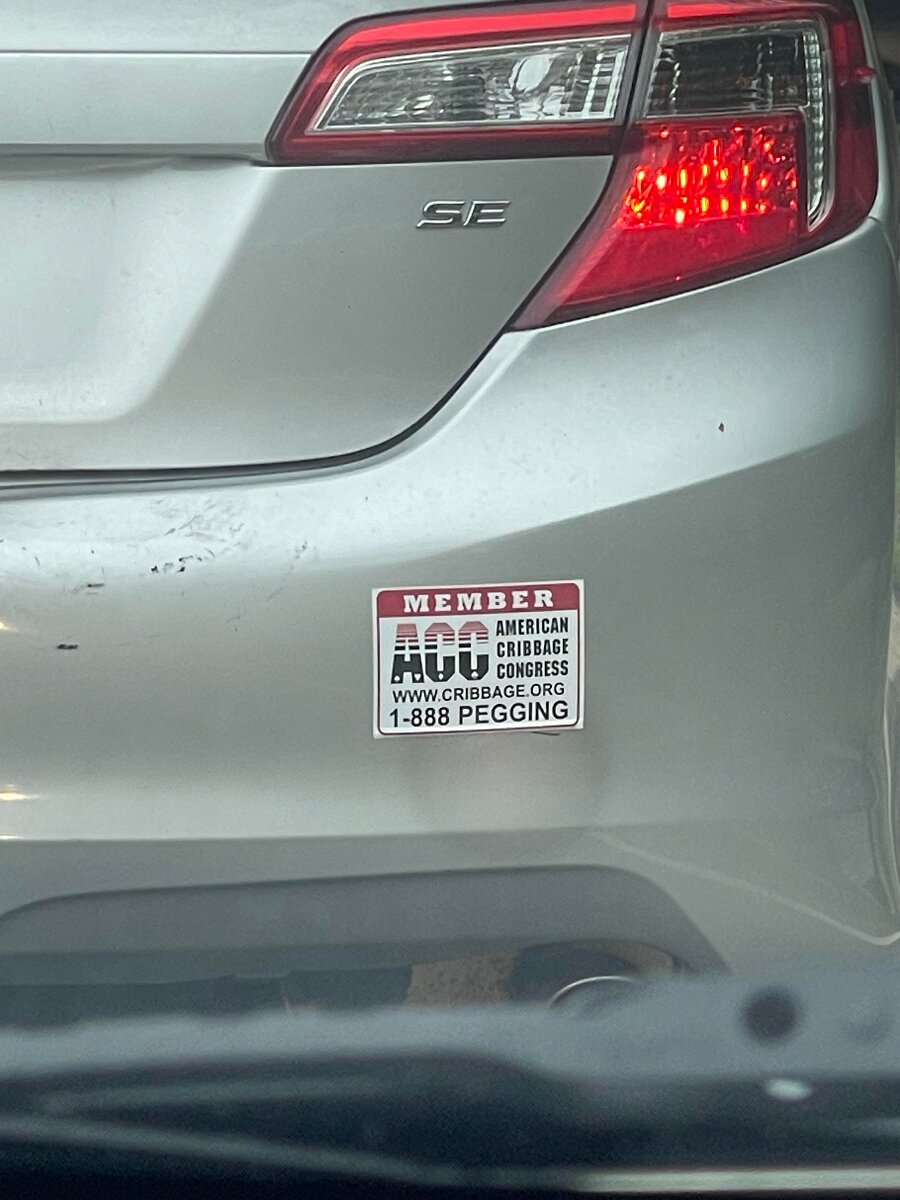 SE
MEMBER
ACC
AMERICAN
CRIBBAGE
CONGRESS
WWW.CRIBBAGE.ORG
1-888 PEGGING